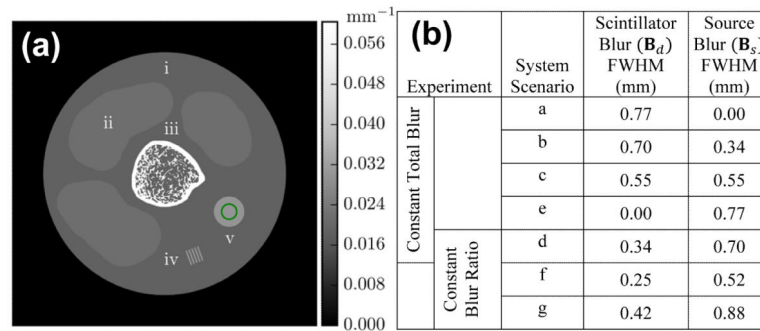 (a)
i
ii
iii
iv
v
mm⁻¹
0.056
0.048
0.040
0.032
0.024
0.016
0.008
0.000
(b)
Experiment
System
Scenario
Scintillator
Blur (B_d)
FWHM
(mm)
Source
Blur (B_s)
FWHM
(mm)
Constant Total Blur
Constant
Blur Ratio
a 0.77 0.00
b 0.70 0.34
c 0.55 0.55
e 0.00 0.77
d 0.34 0.70
f 0.25 0.52
g 0.42 0.88